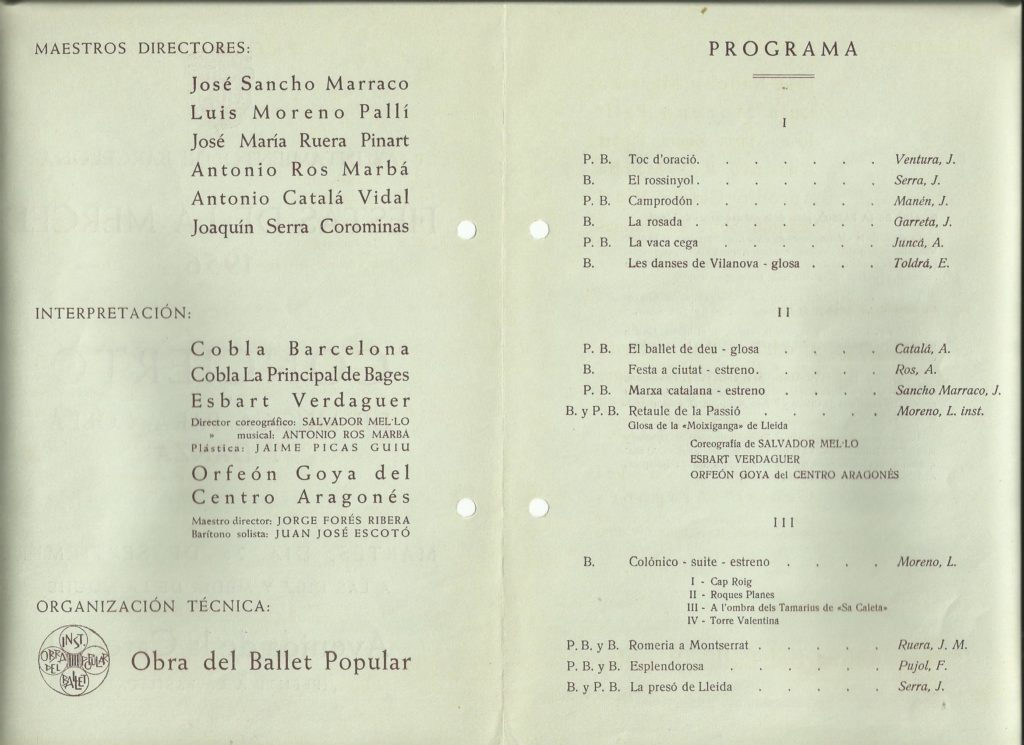 MAESTROS DIRECTORES:
José Sancho Marraco
Luis Moreno Pallí
José María Ruera Pinart
Antonio Ros Marbá
Antonio Catalá Vidal
Joaquín Serra Corominas
INTERPRETACIÓN:
Cobla Barcelona
Cobla La Principal de Bages
Esbart Verdaguer
Director coreográfico: SALVADOR MEL·LO
» musical: ANTONIO ROS MARBA
Plástica: JAIME PICAS GUIU
Orfeón Goya del
Centro Aragonés
Maestro director: JORGE FORÉS RIBERA
Barítono solista: JUAN JOSÉ ESCOTÓ
ORGANIZACIÓN TÉCNICA:
INST.
OBRA POPULAR
DEL
BALLET
Obra del Ballet Popular
PROGRAMA
I
P. B. Toc d'oració. . . . . . . Ventura, J.
B. El rossinyol . . . . . . . Serra, J.
P. B. Camprodón . . . . . . . Manén, J.
B. La rosada . . . . . . . Garreta, J.
P. B. La vaca cega . . . . . . Juncá, A.
B. Les danses de Vilanova - glosa . . . Toldrá, E.
II
P. B. El ballet de deu - glosa . . . . Catalá, A.
B. Festa a ciutat - estreno. . . . . Ros, A.
P. B. Marxa catalana - estreno . . . . Sancho Marraco, J.
B. y P. B. Retaule de la Passió . . . . . Moreno, L. inst.
Glosa de la «Moixiganga» de Lleida
Coreografía de SALVADOR MEL·LO
ESBART VERDAGUER
ORFEÓN GOYA del CENTRO ARAGONÉS
III
B. Colónico - suite - estreno . . . . Moreno, L.
I - Cap Roig
II - Roques Planes
III - A l'ombra dels Tamarius de «Sa Caleta»
IV - Torre Valentina
P. B. y B. Romeria a Montserrat . . . . . Ruera, J. M.
P. B. y B. Esplendorosa . . . . . . Pujol, F.
B. y P. B. La presó de Lleida . . . . . Serra, J.